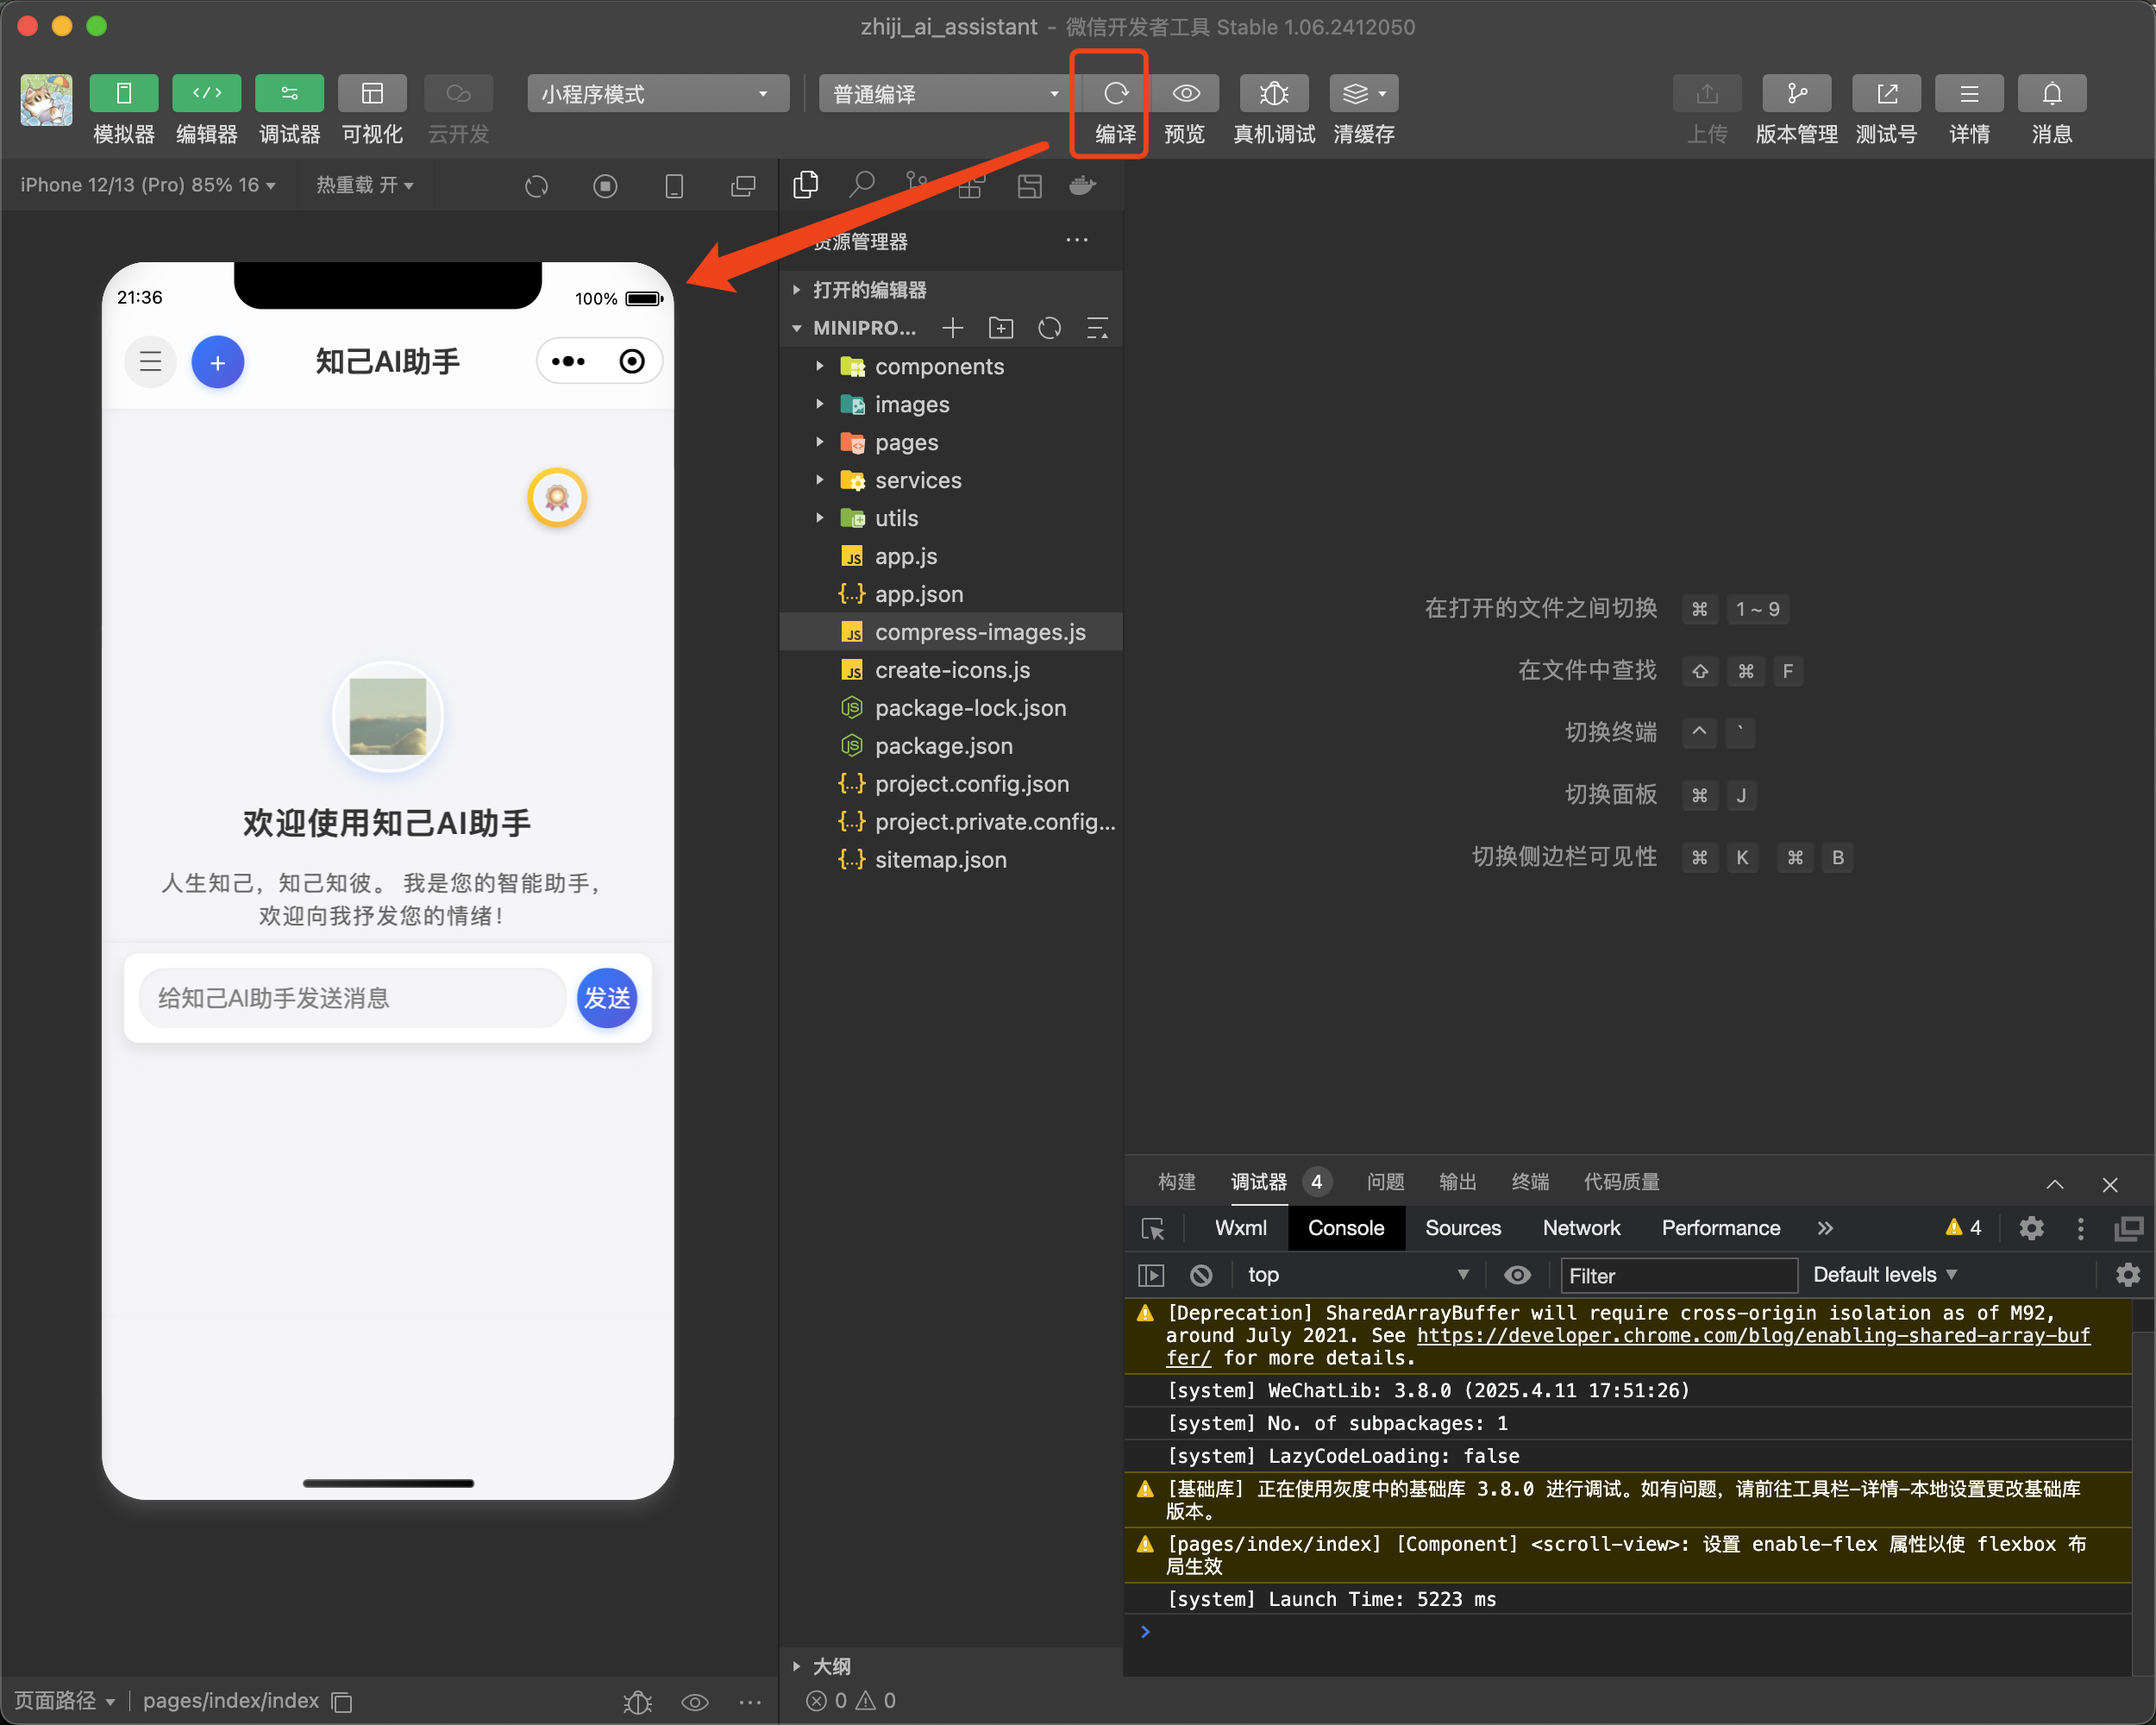 zhiji_ai_assistant – 微信开发者工具 Stable 1.06.2412050
模拟器 编辑器 调试器 可视化 云开发
小程序模式
普通编译
编译 预览 真机调试 清缓存
上传 版本管理 测试号 详情 消息
iPhone 12/13 (Pro) 85% 16
热重载 开
21:36
100%
知己AI助手
欢迎使用知己AI助手
人生知己，知己知彼。 我是您的智能助手，
欢迎向我抒发您的情绪！
给知己AI助手发送消息
发送
页面路径
pages/index/index
资源管理器
打开的编辑器
MINIPRO...
components
images
pages
services
utils
JS app.js
{..} app.json
JS compress-images.js
JS create-icons.js
JS package-lock.json
JS package.json
{..} project.config.json
{..} project.private.config...
{..} sitemap.json
大纲
0 0
在打开的文件之间切换 ⌘ 1 ~ 9
在文件中查找 ⇧ ⌘ F
切换终端 ^ `
切换面板 ⌘ J
切换侧边栏可见性 ⌘ K ⌘ B
构建 调试器 4 问题 输出 终端 代码质量
Wxml Console Sources Network Performance » 4
top
Filter
Default levels
[Deprecation] SharedArrayBuffer will require cross-origin isolation as of M92,
around July 2021. See https://developer.chrome.com/blog/enabling-shared-array-buf
fer/ for more details.
[system] WeChatLib: 3.8.0 (2025.4.11 17:51:26)
[system] No. of subpackages: 1
[system] LazyCodeLoading: false
[基础库] 正在使用灰度中的基础库 3.8.0 进行调试。如有问题，请前往工具栏-详情-本地设置更改基础库
版本。
[pages/index/index] [Component] <scroll-view>: 设置 enable-flex 属性以使 flexbox 布
局生效
[system] Launch Time: 5223 ms